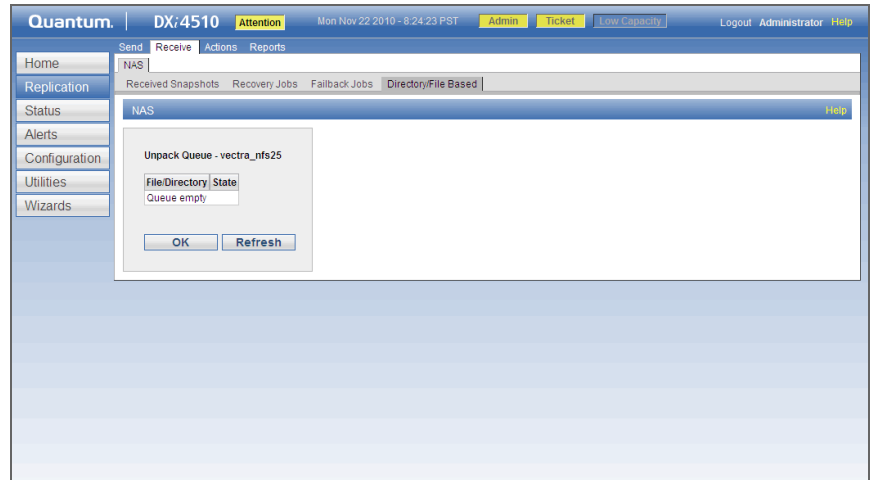 Quantum. DXi4510 Attention Mon Nov 22 2010 - 8:24:23 PST Admin Ticket Low Capacity Logout Administrator Help
Send Receive Actions Reports
Home
NAS
Replication
Received Snapshots Recovery Jobs Failback Jobs Directory/File Based
Status
NAS Help
Alerts
Configuration
Utilities
Wizards
Unpack Queue - vectra_nfs25
File/Directory State
Queue empty
OK Refresh